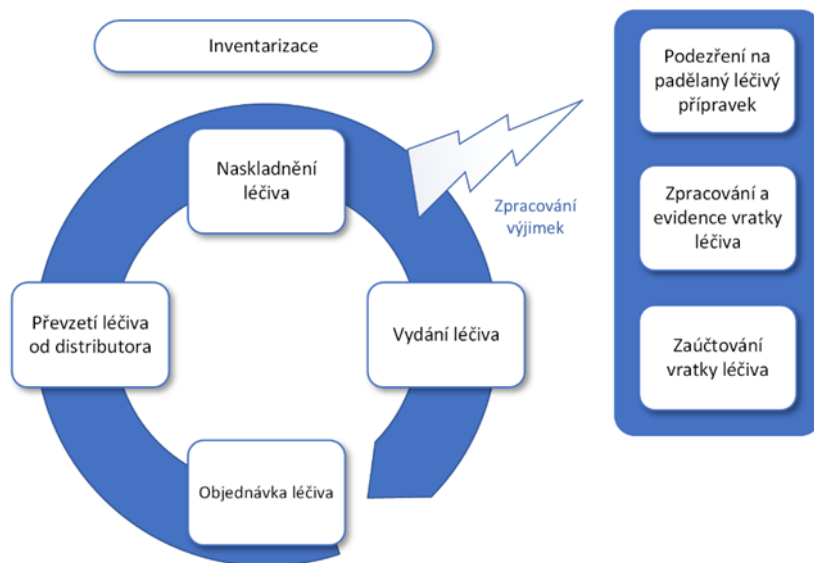 Inventarizace
Naskladnění
léčiva
Převzetí léčiva
od distributora
Vydání léčiva
Objednávka léčiva
Zpracování
výjimek
Podezření na
padělaný léčivý
přípravek
Zpracování a
evidence vratky
léčiva
Zaúčtování
vratky léčiva